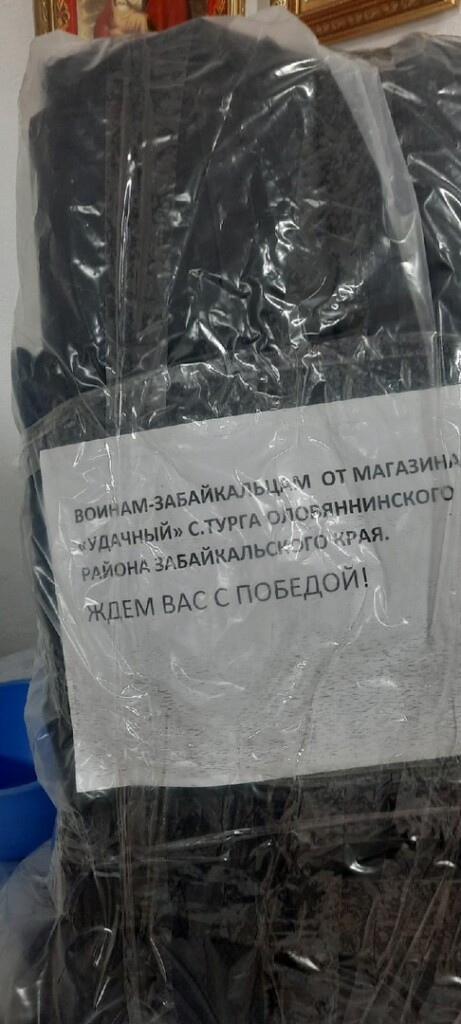 ВОИНАМ-ЗАБАЙКАЛЬЦАМ ОТ МАГАЗИНА
«УДАЧНЫЙ» С.ТУРГА ОЛОВЯННИНСКОГО
РАЙОНА ЗАБАЙКАЛЬСКОГО КРАЯ.
ЖДЕМ ВАС С ПОБЕДОЙ!